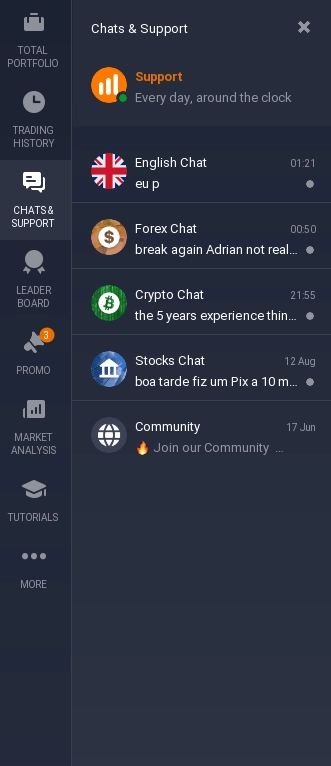 TOTAL
PORTFOLIO
TRADING
HISTORY
CHATS &
SUPPORT
LEADER
BOARD
3
PROMO
MARKET
ANALYSIS
TUTORIALS
MORE
Chats & Support
Support
Every day, around the clock
English Chat 01:21
eu p
Forex Chat 00:50
break again Adrian not real...
Crypto Chat 21:55
the 5 years experience thin...
Stocks Chat 12 Aug
boa tarde fiz um Pix a 10 m...
Community 17 Jun
🔥 Join our Community ...